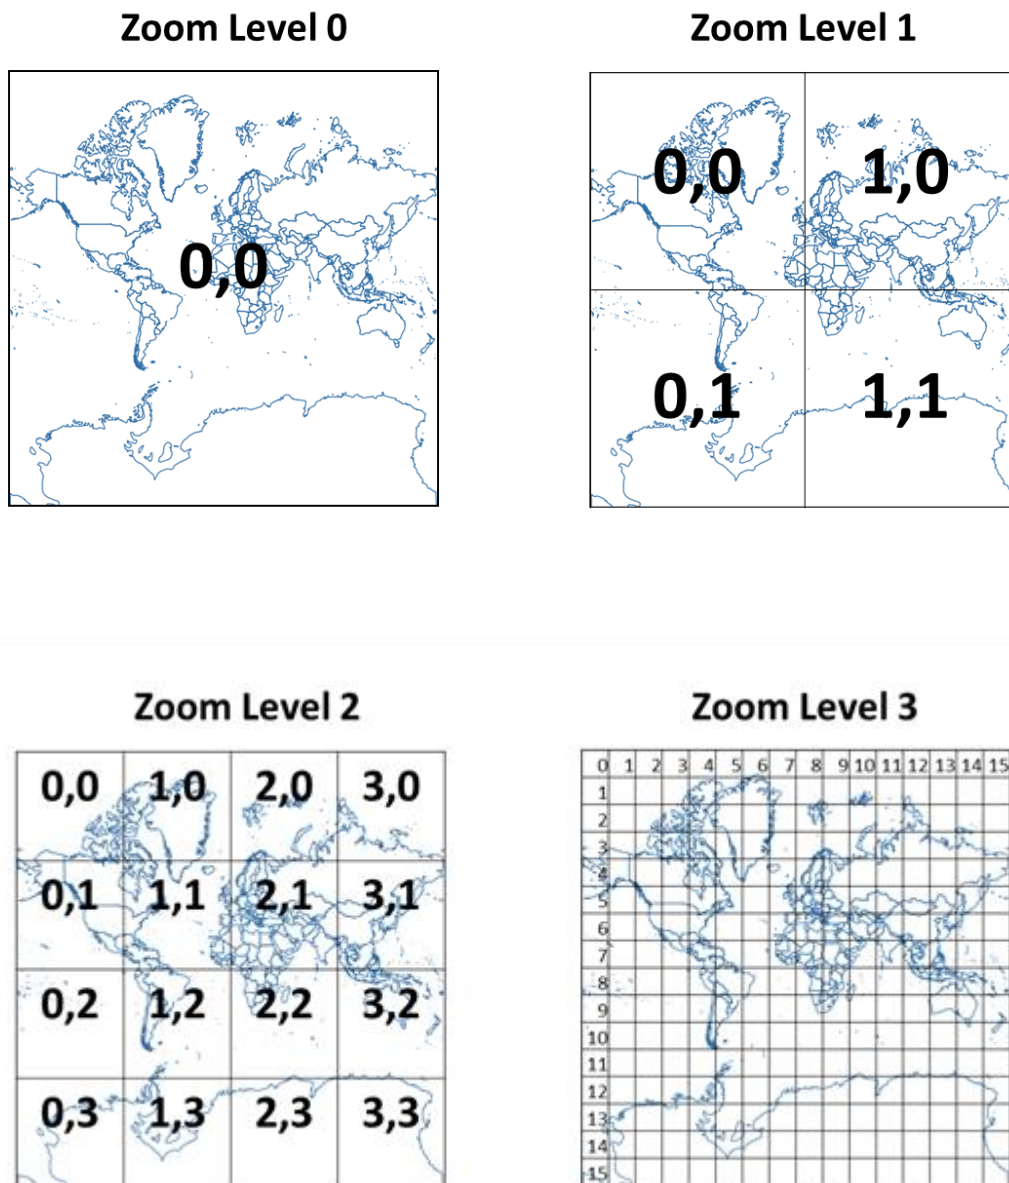 Zoom Level 0
Zoom Level 1
0,0
0,0 1,0
0,1 1,1
Zoom Level 2
Zoom Level 3
0,0 1,0 2,0 3,0
0,1 1,1 2,1 3,1
0,2 1,2 2,2 3,2
0,3 1,3 2,3 3,3
0 1 2 3 4 5 6 7 8 9 10 11 12 13 14 15
1
2
3
4
5
6
7
8
9
10
11
12
13
14
15